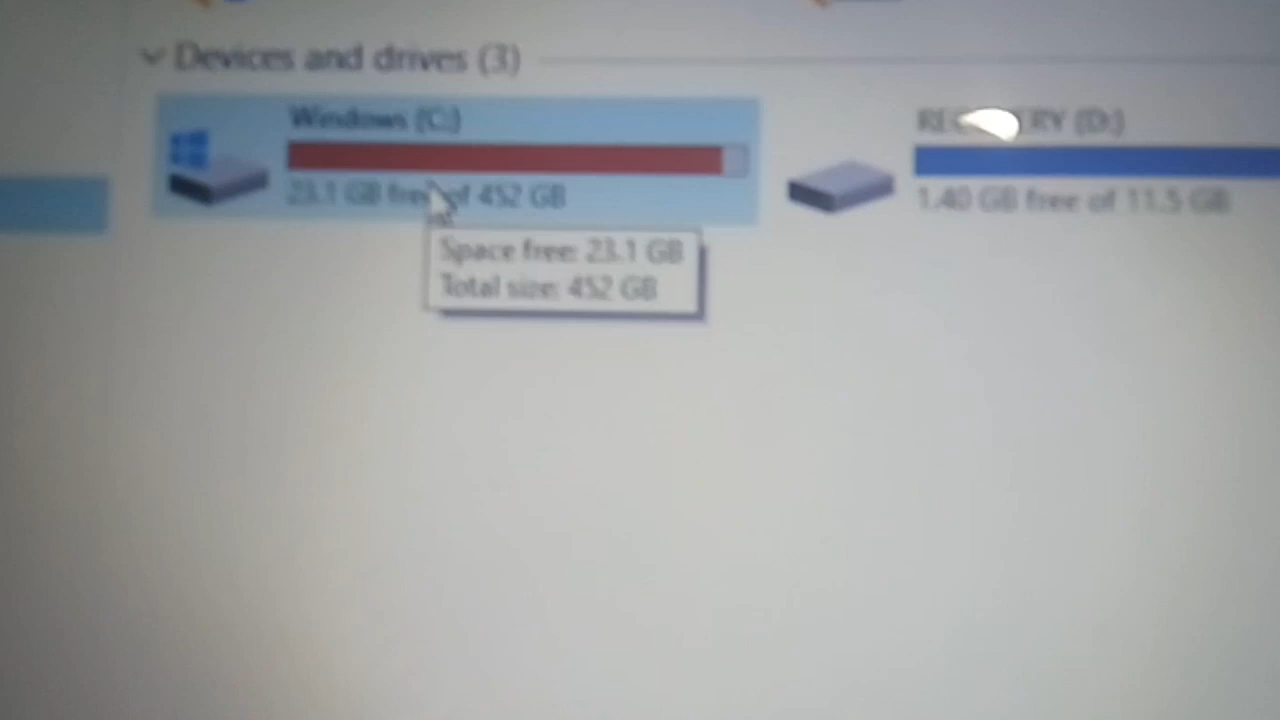 Devices and drives (3)
Windows (C:)
23.1 GB free of 452 GB
RECOVERY (D:)
1.40 GB free of 11.5 GB
Space free: 23.1 GB
Total size: 452 GB